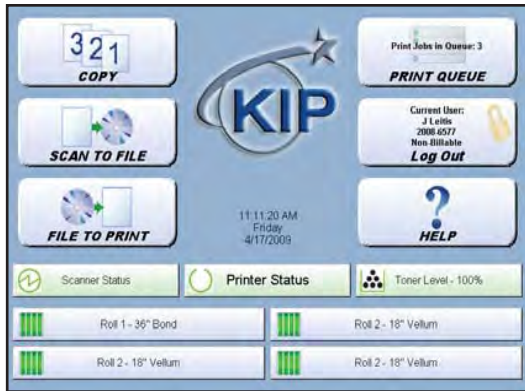 3 2 1
COPY
SCAN TO FILE
FILE TO PRINT
KIP
11:11:20 AM
Friday
4/17/2009
Print Jobs in Queue: 3
PRINT QUEUE
Current User:
J Leitis
2008-6577
Non-Billable
Log Out
?
HELP
Scanner Status
Printer Status
Toner Level - 100%
Roll 1 - 36" Bond
Roll 2 - 18" Vellum
Roll 2 - 18" Vellum
Roll 2 - 18" Vellum